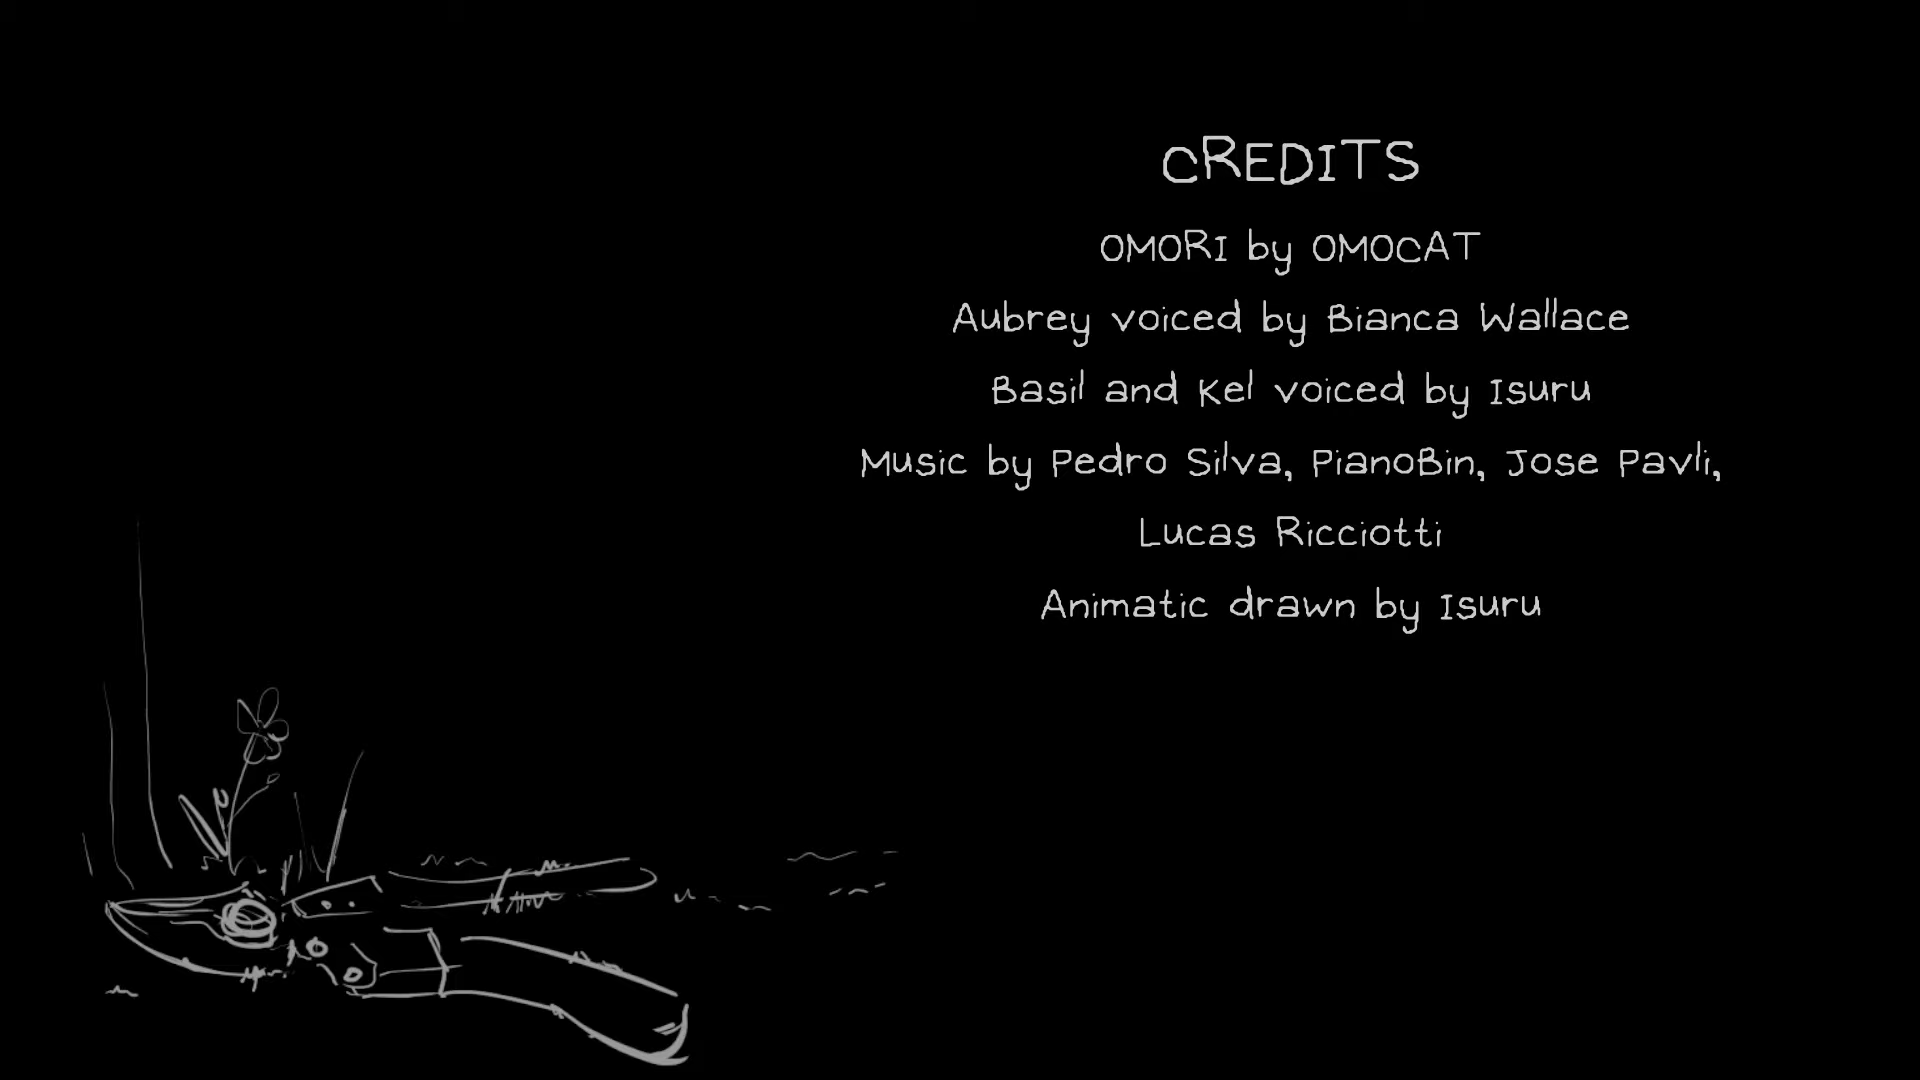 CREDITS
OMORI by OMOCAT
Aubrey voiced by Bianca Wallace
Basil and Kel voiced by Isuru
Music by Pedro Silva, PianoBin, Jose Pavli,
Lucas Ricciotti
Animatic drawn by Isuru